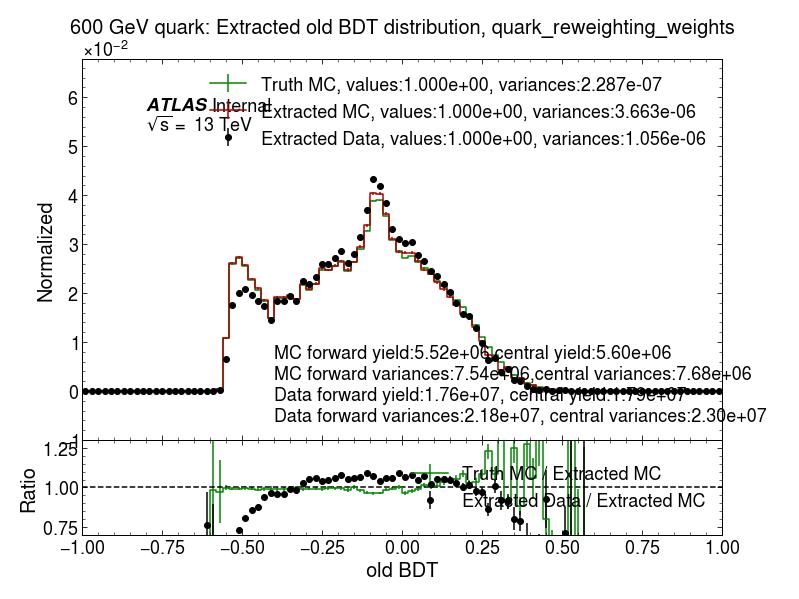 600 GeV quark: Extracted old BDT distribution, quark_reweighting_weights
×10⁻²
Truth MC, values:1.000e+00, variances:2.287e-07
ATLAS Internal
Extracted MC, values:1.000e+00, variances:3.663e-06
√s = 13 TeV
Extracted Data, values:1.000e+00, variances:1.056e-06
6
5
4
3
2
1
0
1
Normalized
MC forward yield:5.52e+06,central yield:5.60e+06
MC forward variances:7.54e+06,central variances:7.68e+06
Data forward yield:1.76e+07, central yield:1.79e+07
Data forward variances:2.18e+07, central variances:2.30e+07
1.25
1.00
0.75
Ratio
Truth MC / Extracted MC
Extracted Data / Extracted MC
−1.00 −0.75 −0.50 −0.25 0.00 0.25 0.50 0.75 1.00
old BDT